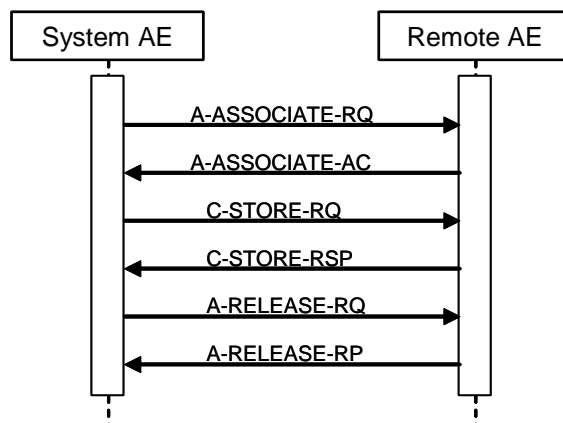 System AE
Remote AE
A-ASSOCIATE-RQ
A-ASSOCIATE-AC
C-STORE-RQ
C-STORE-RSP
A-RELEASE-RQ
A-RELEASE-RP